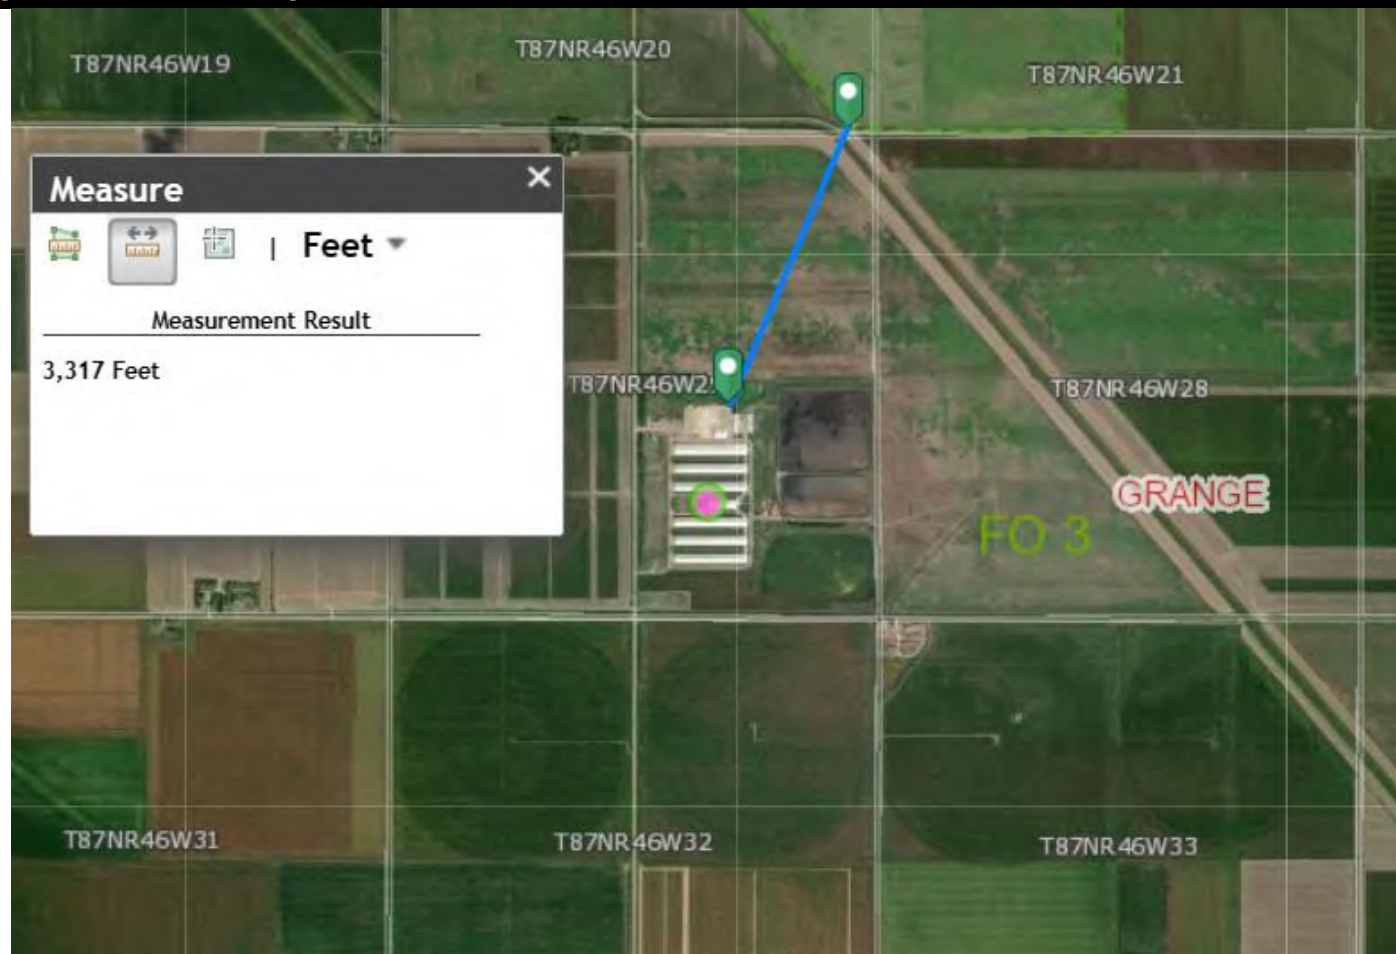 T87NR46W19
T87NR46W20
T87NR46W21
Measure
| Feet
Measurement Result
3,317 Feet
T87NR46W28
GRANGE
FO 3
T87NR46W31
T87NR46W32
T87NR46W33